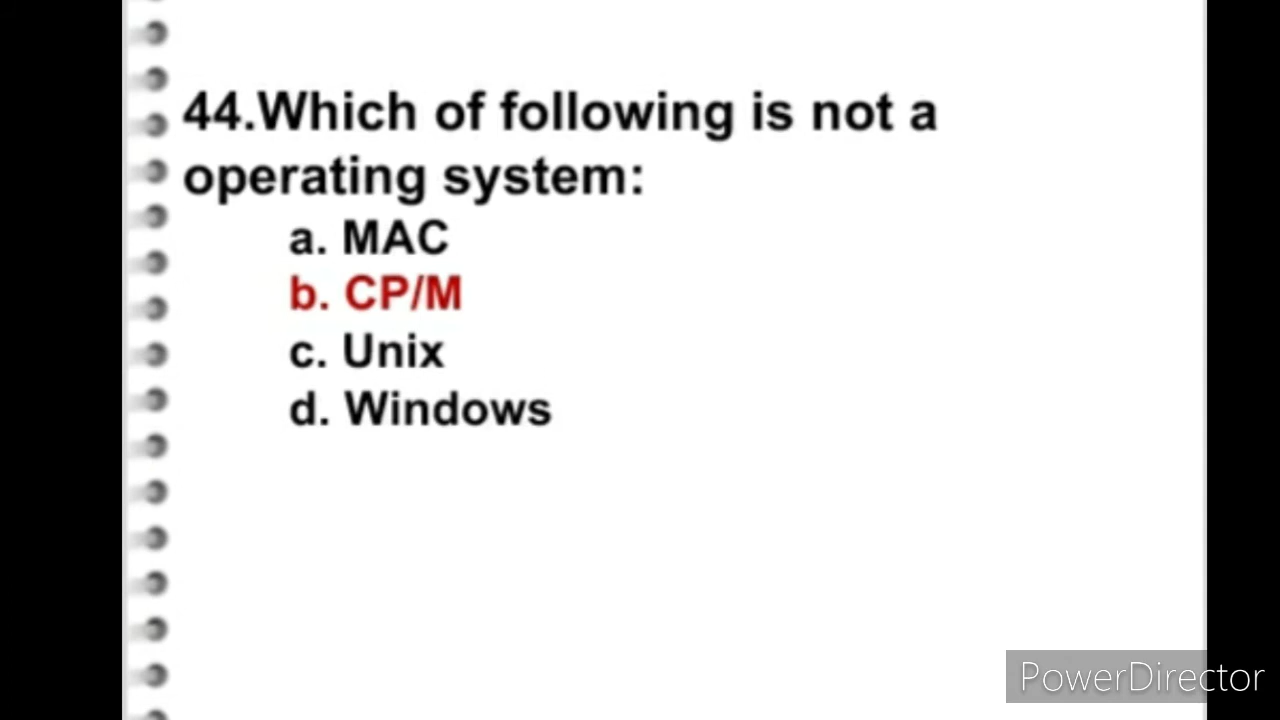 44.Which of following is not a
operating system:
a. MAC
b. CP/M
c. Unix
d. Windows
PowerDirector